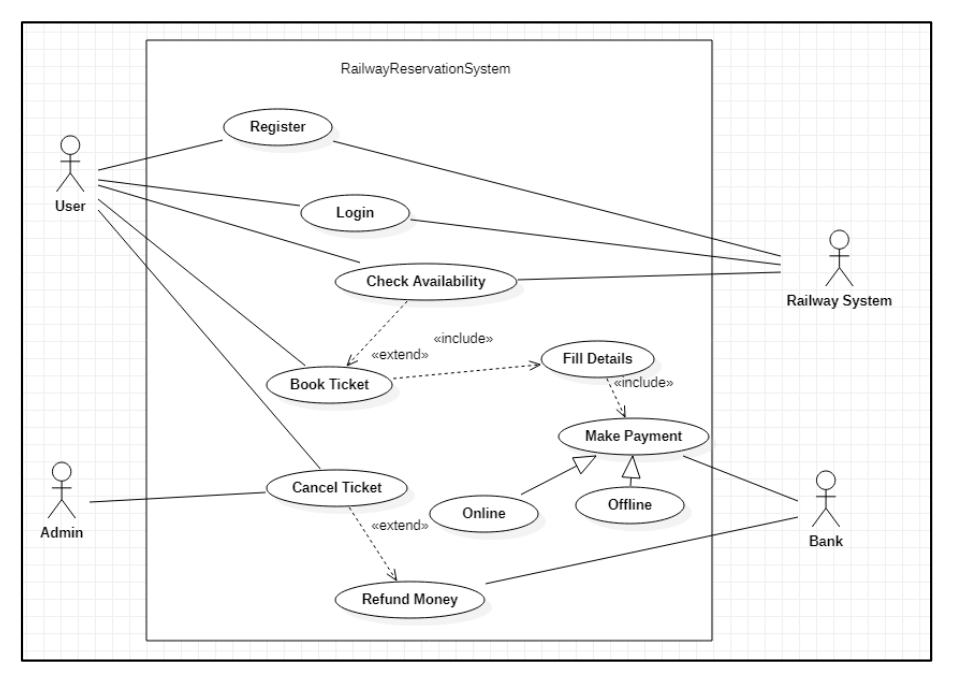 RailwayReservationSystem
Register
User
Login
Check Availability
Railway System
«include»
«extend»
Fill Details
Book Ticket
«include»
Make Payment
Cancel Ticket
Online
Offline
Admin
«extend»
Bank
Refund Money